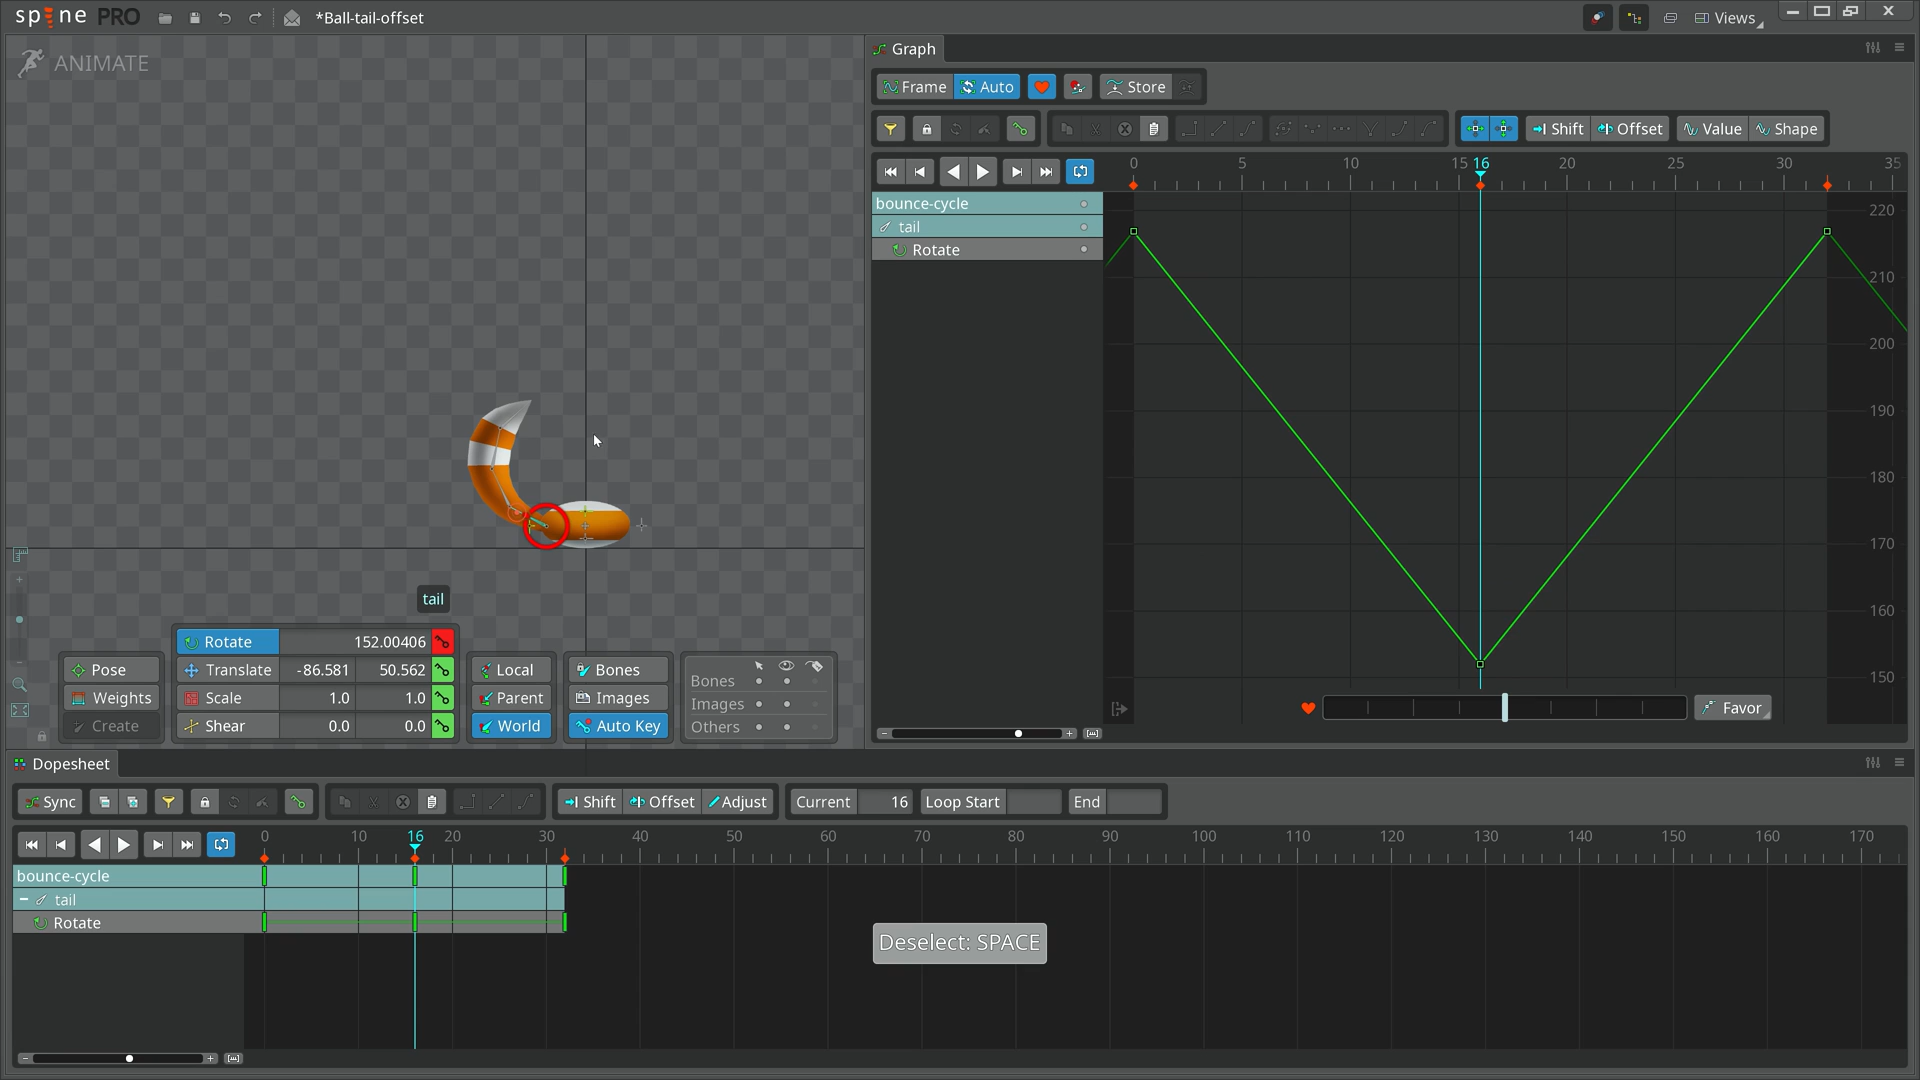 spine PRO
*Ball-tail-offset
Views
ANIMATE
Graph
Frame Auto Store
Shift Offset Value Shape
0 5 10 15 16 20 25 30 35
bounce-cycle
tail
Rotate
220
210
200
190
180
170
160
150
Favor
tail
Rotate 152.00406
Pose Translate -86.581 50.562 Local Bones
Weights Scale 1.0 1.0 Parent Images
Create Shear 0.0 0.0 World Auto Key
Bones
Images
Others
Dopesheet
Sync Shift Offset Adjust Current 16 Loop Start End
0 10 16 20 30 40 50 60 70 80 90 100 110 120 130 140 150 160 170
bounce-cycle
tail
Rotate
Deselect: SPACE